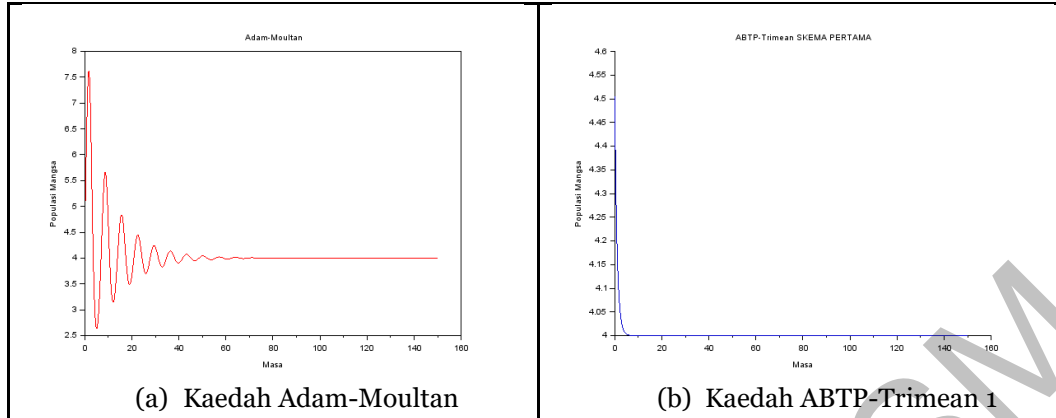 Adam-Moultan
8
7.5
7
6.5
6
5.5
5
4.5
4
3.5
3
2.5
0 20 40 60 80 100 120 140 160
Populasi Mangsa
Masa
(a) Kaedah Adam-Moultan
ABTP-Trimean SKEMA PERTAMA
4.6
4.55
4.5
4.45
4.4
4.35
4.3
4.25
4.2
4.15
4.1
4.05
4
0 20 40 60 80 100 120 140 160
Populasi Mangsa
Masa
(b) Kaedah ABTP-Trimean 1